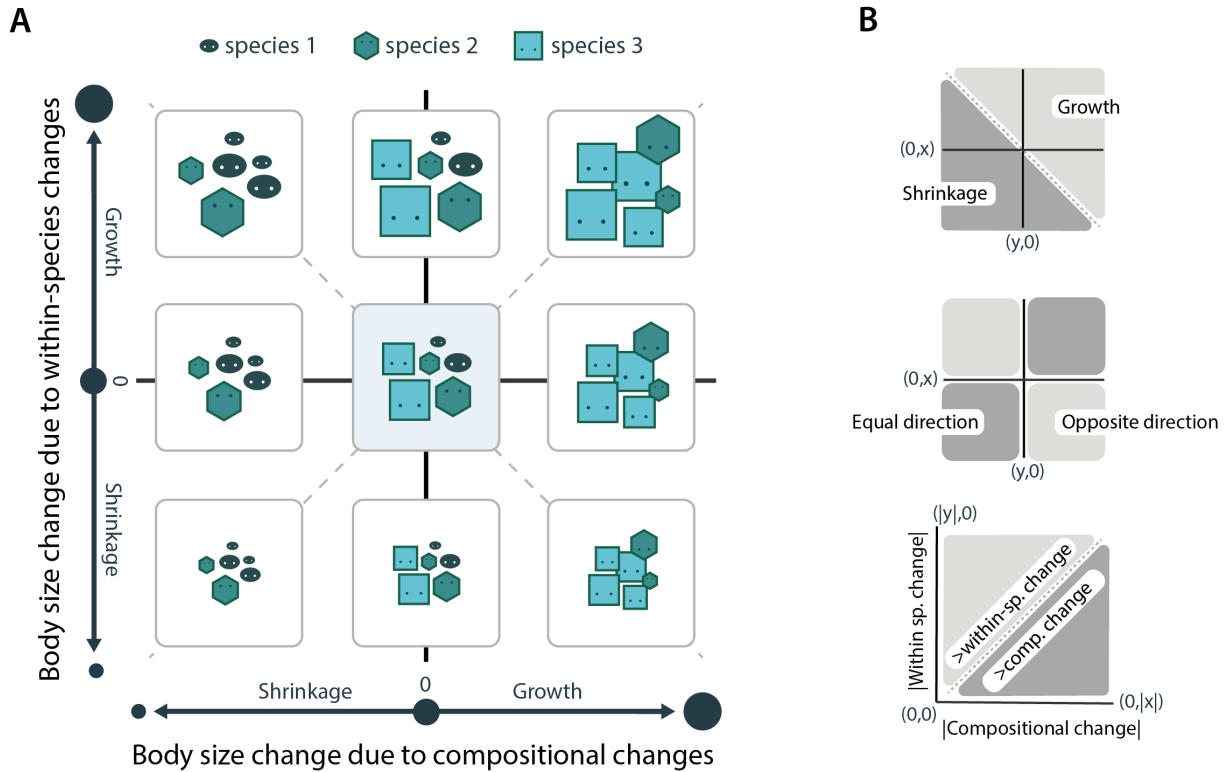 A
species 1
species 2
species 3
Body size change due to within-species changes
Growth
0
Shrinkage
Shrinkage
0
Growth
Body size change due to compositional changes
B
Growth
(0,x)
Shrinkage
(y,0)
(0,x)
Equal direction
Opposite direction
(y,0)
(|y|,0)
|Within sp. change|
>within-sp. change
>comp. change
(0,0)
(0,|x|)
|Compositional change|